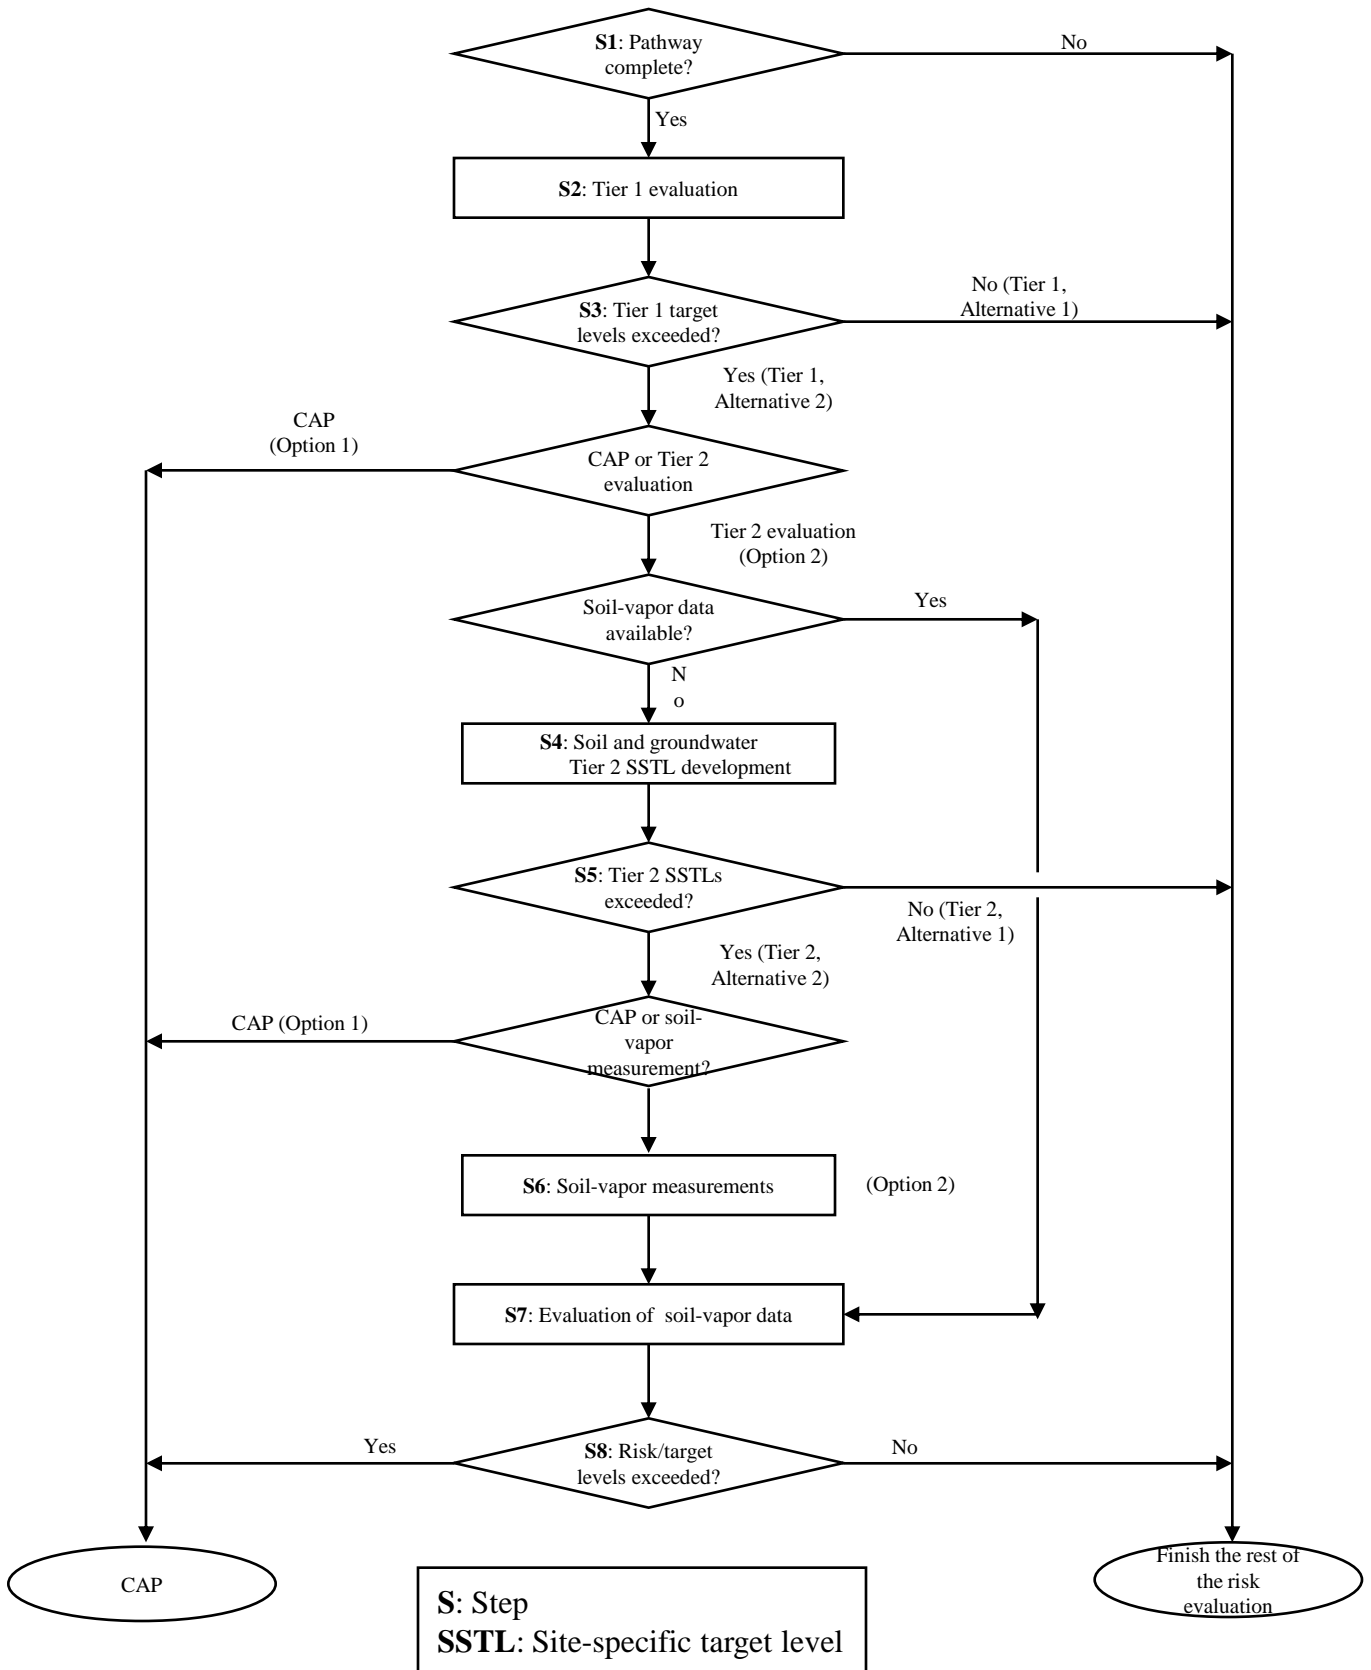 S1: Pathway
complete?
No
Yes
S2: Tier 1 evaluation
No (Tier 1,
Alternative 1)
S3: Tier 1 target
levels exceeded?
Yes (Tier 1,
Alternative 2)
CAP
(Option 1)
CAP or Tier 2
evaluation
Tier 2 evaluation
(Option 2)
Soil-vapor data
available?
Yes
N
o
S4: Soil and groundwater
Tier 2 SSTL development
S5: Tier 2 SSTLs
exceeded?
No (Tier 2,
Alternative 1)
Yes (Tier 2,
Alternative 2)
CAP (Option 1)
CAP or soil-
vapor
measurement?
S6: Soil-vapor measurements
(Option 2)
S7: Evaluation of  soil-vapor data
Yes
S8: Risk/target
levels exceeded?
No
CAP
Finish the rest of
the risk
evaluation
S: Step
SSTL: Site-specific target level